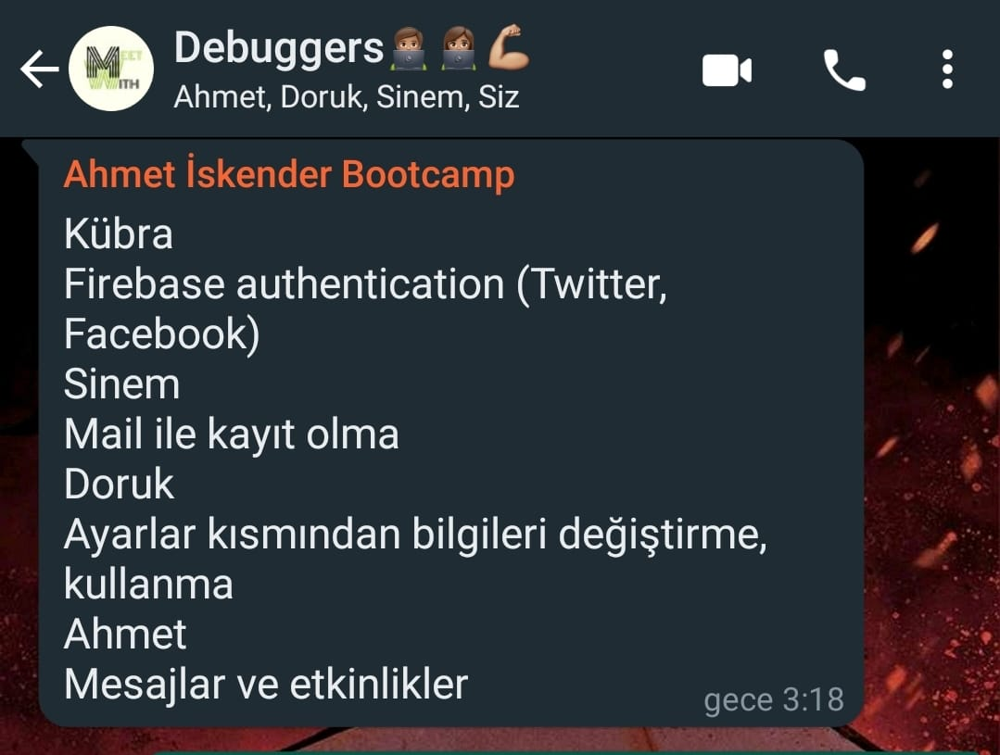 Debuggers
MEET WITH
Ahmet, Doruk, Sinem, Siz
Ahmet İskender Bootcamp
Kübra
Firebase authentication (Twitter,
Facebook)
Sinem
Mail ile kayıt olma
Doruk
Ayarlar kısmından bilgileri değiştirme,
kullanma
Ahmet
Mesajlar ve etkinlikler
gece 3:18